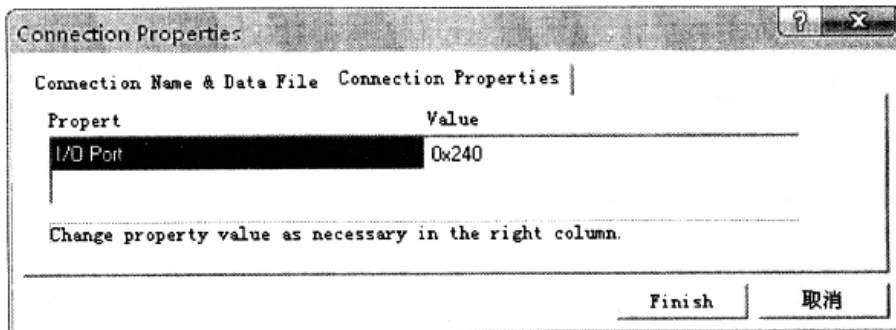 Connection Properties
Connection Name & Data File Connection Properties
Propert Value
I/O Port 0x240
Change property value as necessary in the right column.
Finish 取消